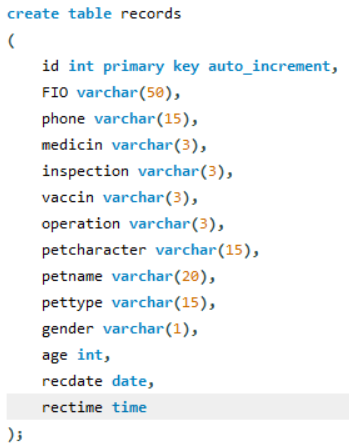 create table records
(
id int primary key auto_increment,
FIO varchar(50),
phone varchar(15),
medicin varchar(3),
inspection varchar(3),
vaccin varchar(3),
operation varchar(3),
petcharacter varchar(15),
petname varchar(20),
pettype varchar(15),
gender varchar(1),
age int,
recdate date,
rectime time
);